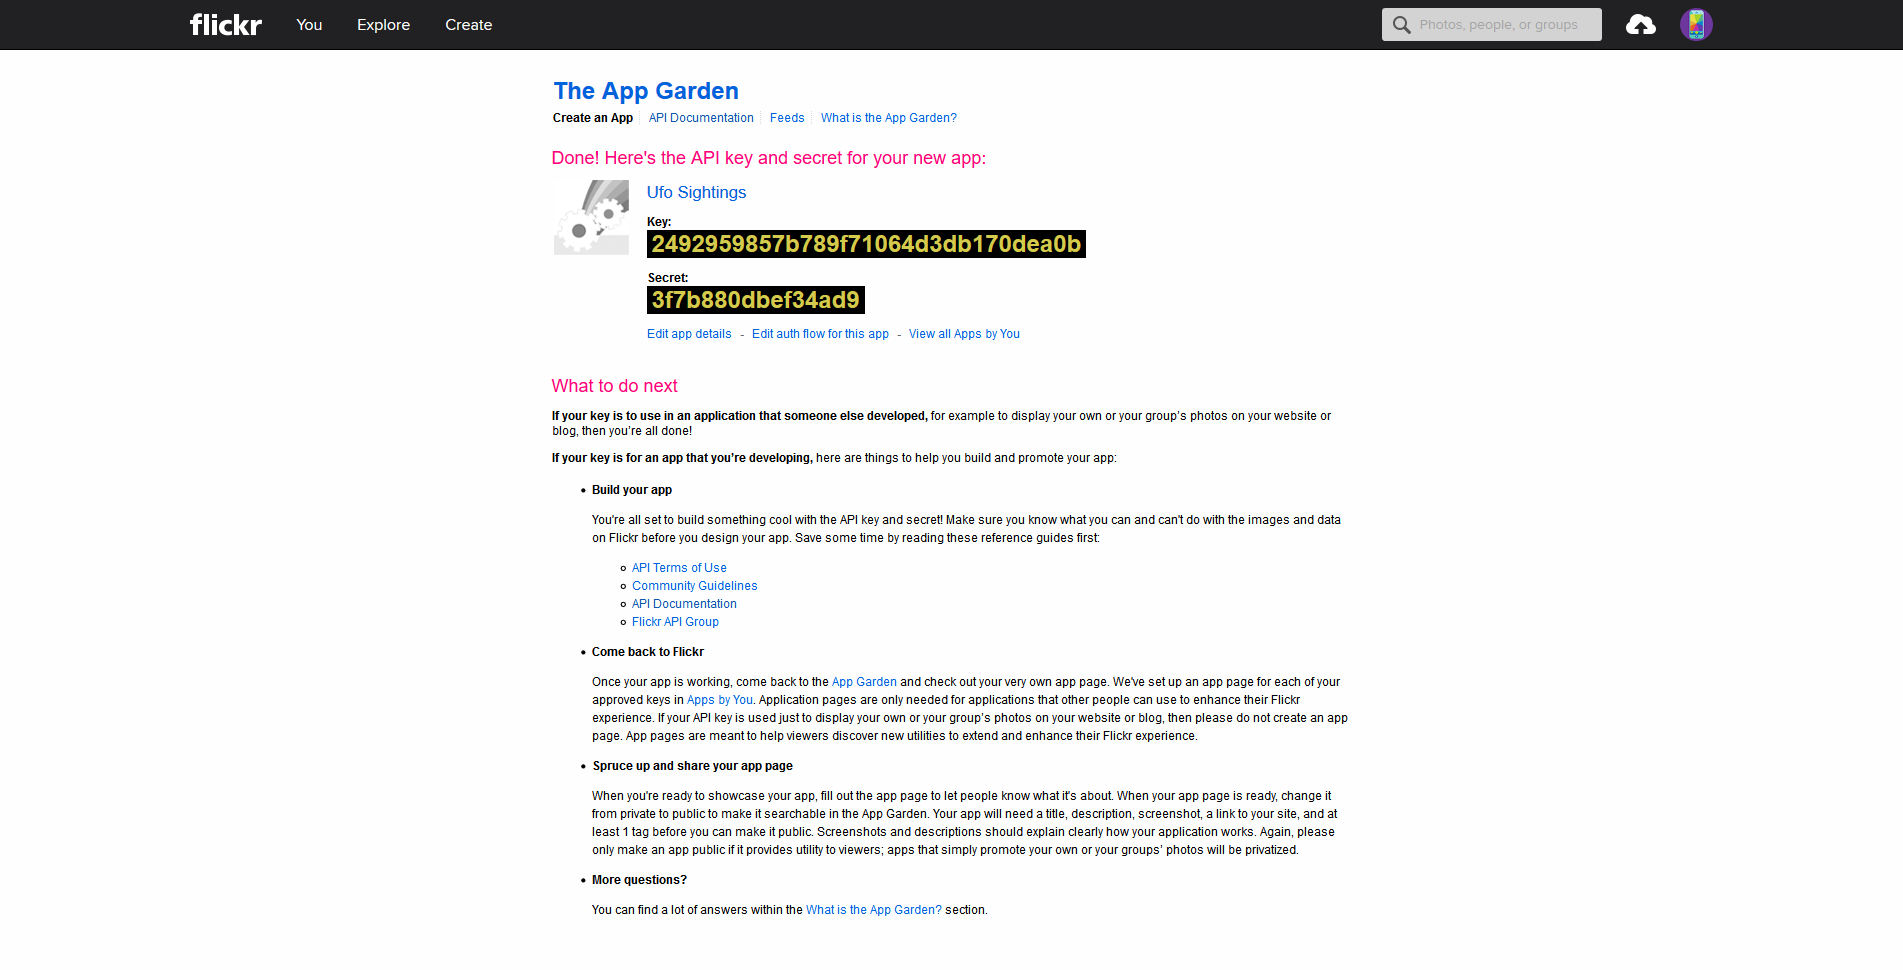 flickr You Explore Create Photos, people, or groups
The App Garden
Create an App API Documentation Feeds What is the App Garden?
Done! Here's the API key and secret for your new app:
Ufo Sightings
Key:
2492959857b789f71064d3db170dea0b
Secret:
3f7b880dbef34ad9
Edit app details - Edit auth flow for this app - View all Apps by You
What to do next
If your key is to use in an application that someone else developed, for example to display your own or your group's photos on your website or
blog, then you're all done!
If your key is for an app that you're developing, here are things to help you build and promote your app:
• Build your app
You're all set to build something cool with the API key and secret! Make sure you know what you can and can't do with the images and data
on Flickr before you design your app. Save some time by reading these reference guides first:
API Terms of Use
Community Guidelines
API Documentation
Flickr API Group
• Come back to Flickr
Once your app is working, come back to the App Garden and check out your very own app page. We've set up an app page for each of your
approved keys in Apps by You. Application pages are only needed for applications that other people can use to enhance their Flickr
experience. If your API key is used just to display your own or your group's photos on your website or blog, then please do not create an app
page. App pages are meant to help viewers discover new utilities to extend and enhance their Flickr experience.
• Spruce up and share your app page
When you're ready to showcase your app, fill out the app page to let people know what it's about. When your app page is ready, change it
from private to public to make it searchable in the App Garden. Your app will need a title, description, screenshot, a link to your site, and at
least 1 tag before you can make it public. Screenshots and descriptions should explain clearly how your application works. Again, please
only make an app public if it provides utility to viewers; apps that simply promote your own or your groups' photos will be privatized.
• More questions?
You can find a lot of answers within the What is the App Garden? section.